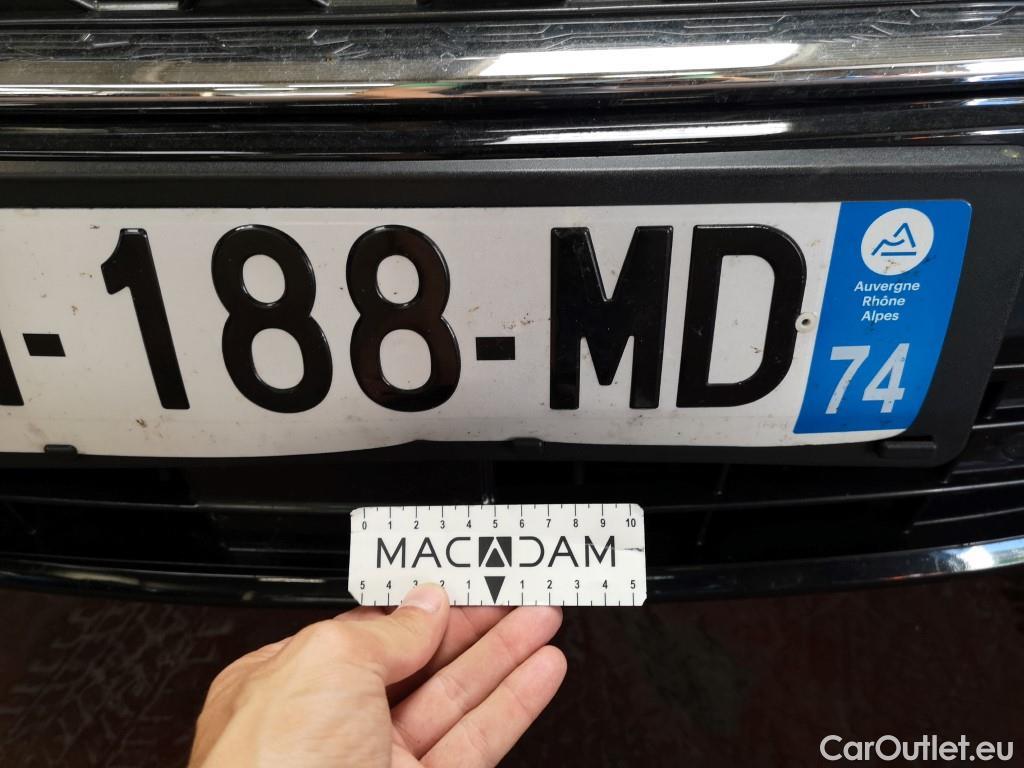 -188-MD
Auvergne
Rhône
Alpes
74
0 1 2 3 4 5 6 7 8 9 10
MACADAM
5 4 3 2 1 1 2 3 4 5
CarOutlet.eu